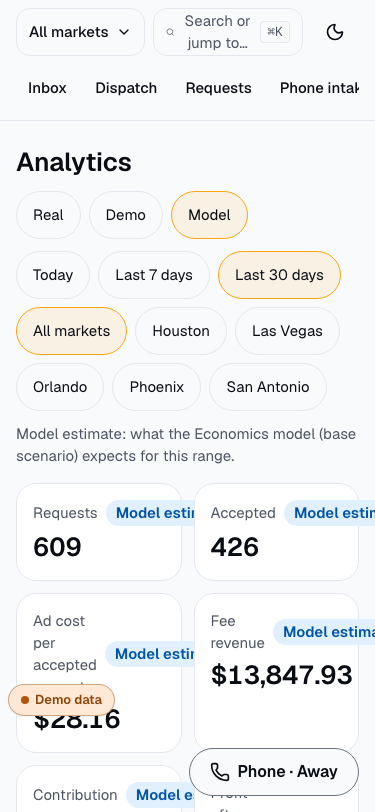 All markets
Search or
jump to...
⌘K
Inbox Dispatch Requests Phone intak
Analytics
Real Demo Model
Today Last 7 days Last 30 days
All markets Houston Las Vegas
Orlando Phoenix San Antonio
Model estimate: what the Economics model (base
scenario) expects for this range.
Requests Model estin
609
Accepted Model estin
426
Ad cost
per
accepted
Model estin
$28.16
Fee
revenue
Model estima
$13,847.93
Demo data
Contribution Model e
Phone · Away